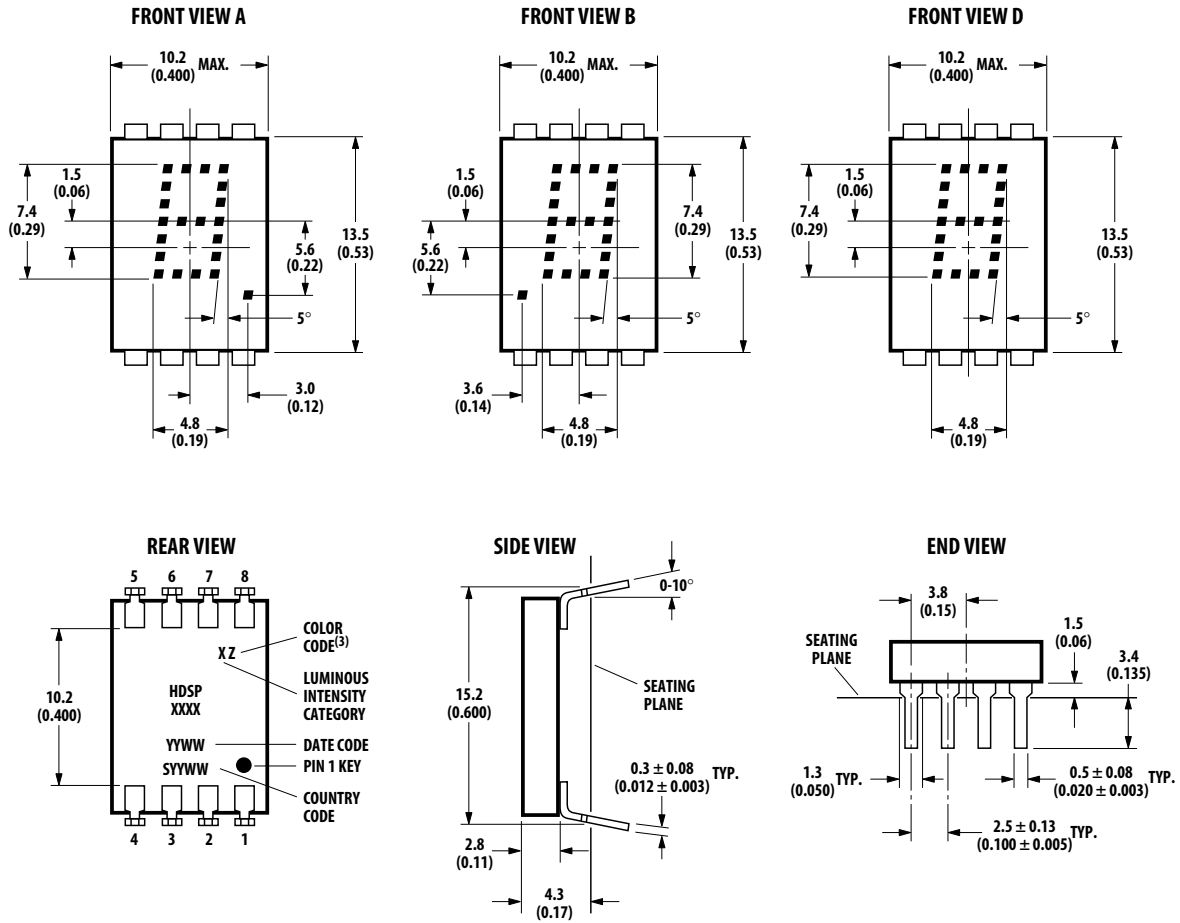 FRONT VIEW A
10.2
(0.400) MAX.
1.5
(0.06)
7.4
(0.29)
5.6
(0.22)
13.5
(0.53)
5°
3.0
(0.12)
4.8
(0.19)
FRONT VIEW B
10.2
(0.400) MAX.
1.5
(0.06)
5.6
(0.22)
7.4
(0.29)
13.5
(0.53)
5°
3.6
(0.14)
4.8
(0.19)
FRONT VIEW D
10.2
(0.400) MAX.
1.5
(0.06)
7.4
(0.29)
13.5
(0.53)
5°
4.8
(0.19)
REAR VIEW
5 6 7 8
COLOR
CODE(3)
X Z
LUMINOUS
INTENSITY
CATEGORY
10.2
(0.400)
HDSP
XXXX
YYWW
DATE CODE
SYYWW
PIN 1 KEY
COUNTRY
CODE
4 3 2 1
SIDE VIEW
0-10°
15.2
(0.600)
SEATING
PLANE
0.3 ± 0.08
(0.012 ± 0.003) TYP.
2.8
(0.11)
4.3
(0.17)
END VIEW
3.8
(0.15)
1.5
(0.06)
SEATING
PLANE
3.4
(0.135)
1.3
(0.050) TYP.
0.5 ± 0.08
(0.020 ± 0.003) TYP.
2.5 ± 0.13
(0.100 ± 0.005) TYP.